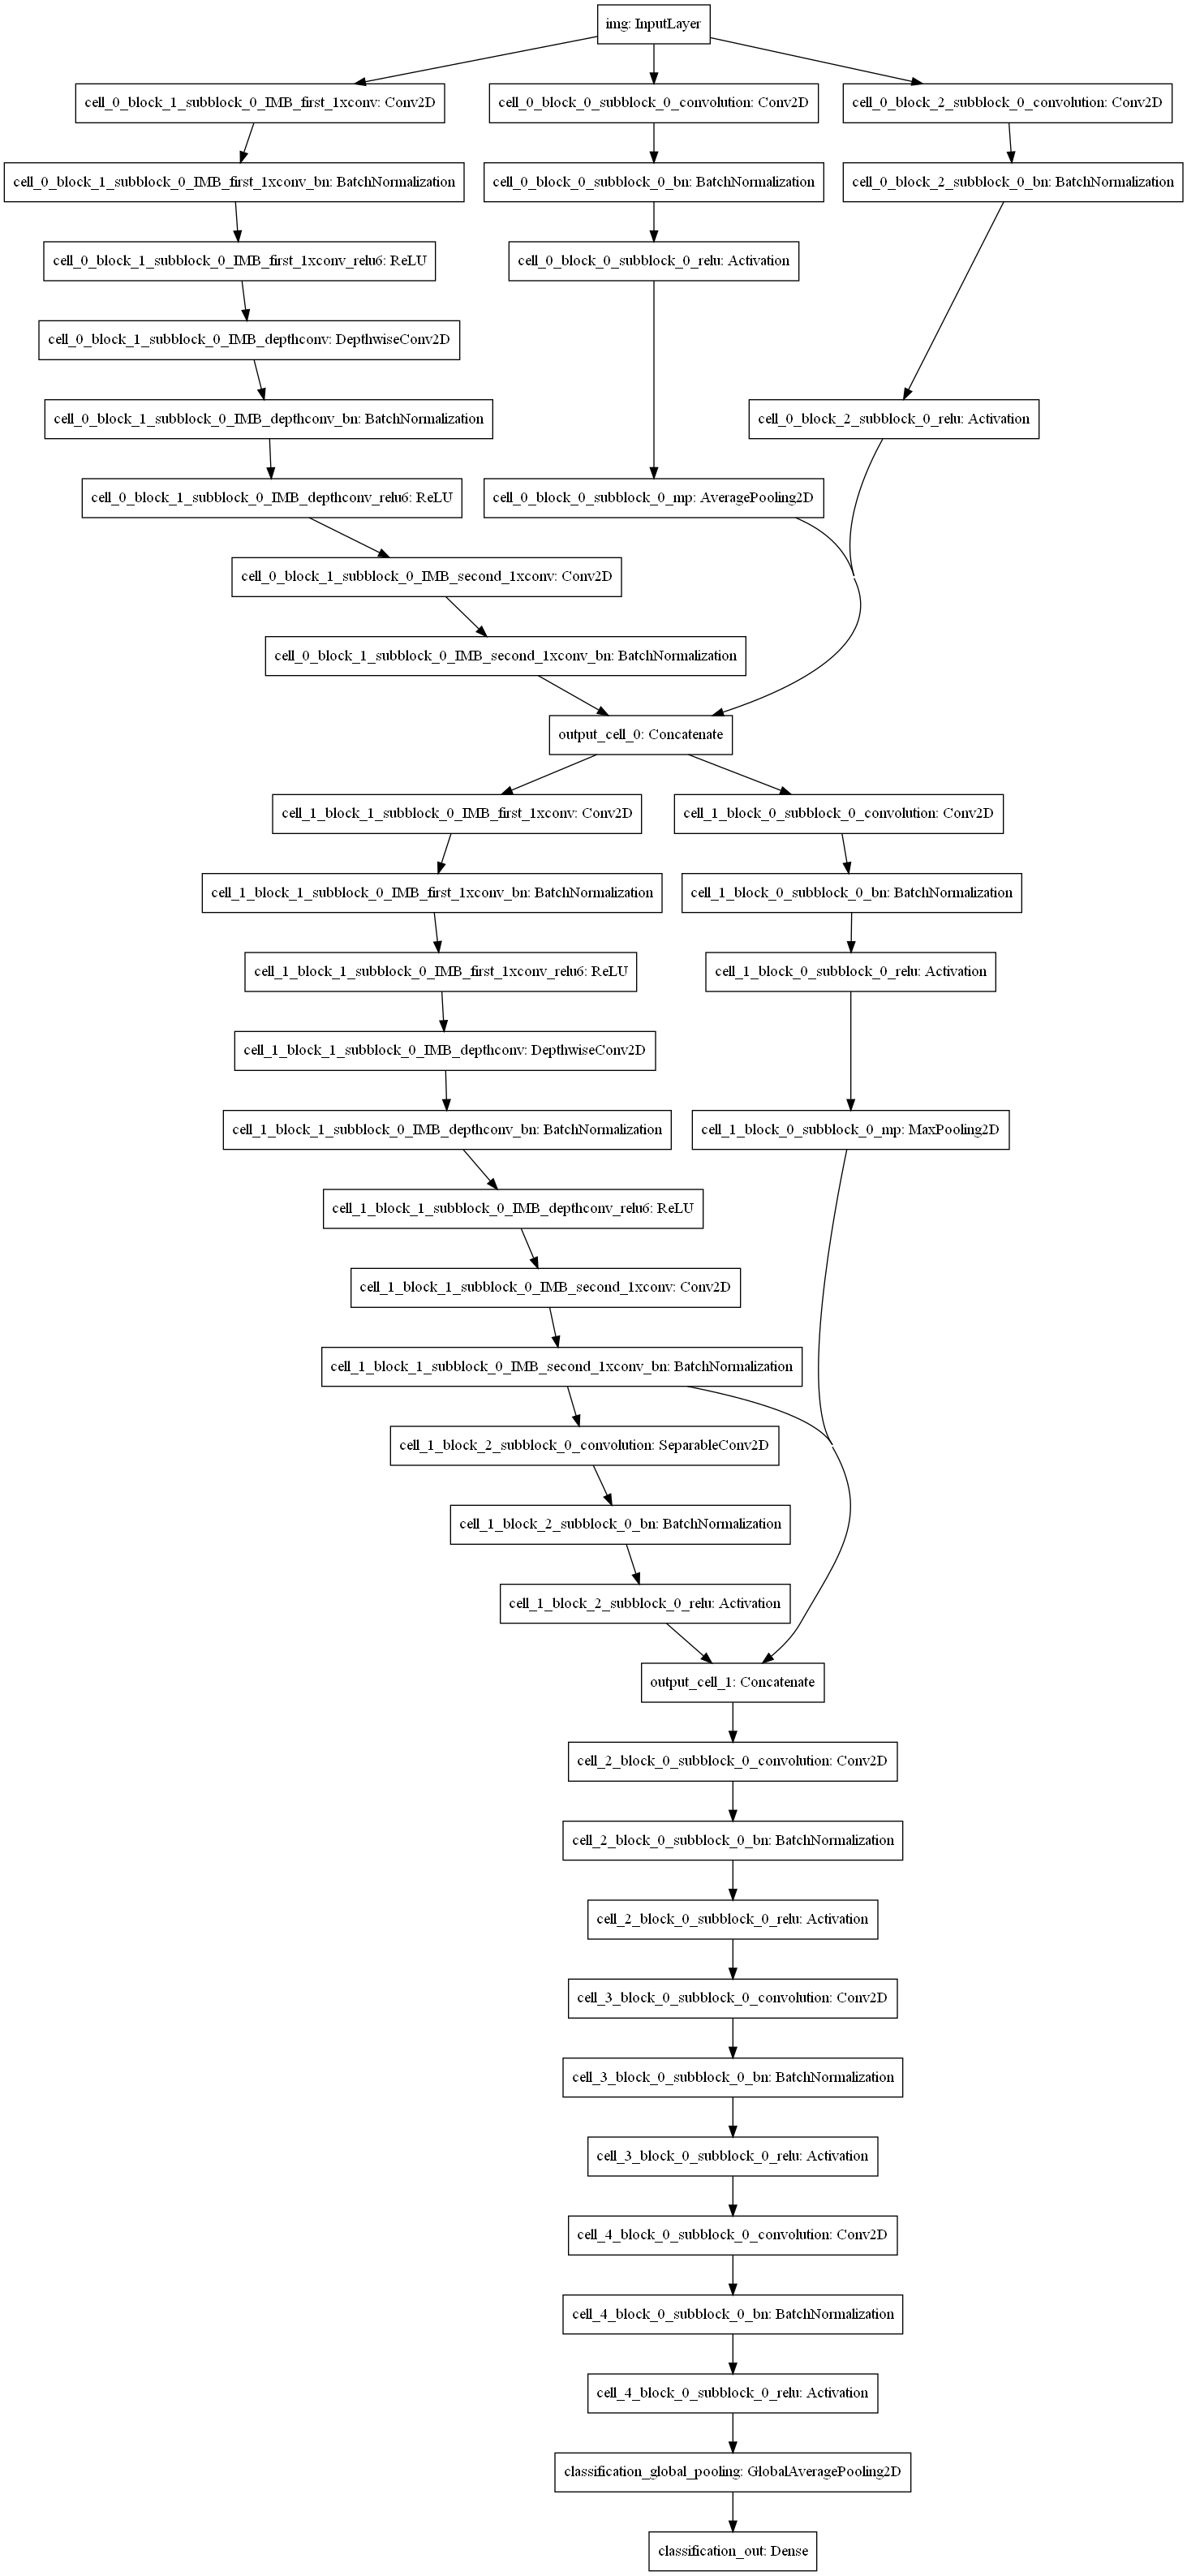 img: InputLayer
cell_0_block_1_subblock_0_IMB_first_1xconv: Conv2D
cell_0_block_0_subblock_0_convolution: Conv2D
cell_0_block_2_subblock_0_convolution: Conv2D
cell_0_block_1_subblock_0_IMB_first_1xconv_bn: BatchNormalization
cell_0_block_0_subblock_0_bn: BatchNormalization
cell_0_block_2_subblock_0_bn: BatchNormalization
cell_0_block_1_subblock_0_IMB_first_1xconv_relu6: ReLU
cell_0_block_0_subblock_0_relu: Activation
cell_0_block_1_subblock_0_IMB_depthconv: DepthwiseConv2D
cell_0_block_1_subblock_0_IMB_depthconv_bn: BatchNormalization
cell_0_block_2_subblock_0_relu: Activation
cell_0_block_1_subblock_0_IMB_depthconv_relu6: ReLU
cell_0_block_0_subblock_0_mp: AveragePooling2D
cell_0_block_1_subblock_0_IMB_second_1xconv: Conv2D
cell_0_block_1_subblock_0_IMB_second_1xconv_bn: BatchNormalization
output_cell_0: Concatenate
cell_1_block_1_subblock_0_IMB_first_1xconv: Conv2D
cell_1_block_0_subblock_0_convolution: Conv2D
cell_1_block_1_subblock_0_IMB_first_1xconv_bn: BatchNormalization
cell_1_block_0_subblock_0_bn: BatchNormalization
cell_1_block_1_subblock_0_IMB_first_1xconv_relu6: ReLU
cell_1_block_0_subblock_0_relu: Activation
cell_1_block_1_subblock_0_IMB_depthconv: DepthwiseConv2D
cell_1_block_1_subblock_0_IMB_depthconv_bn: BatchNormalization
cell_1_block_0_subblock_0_mp: MaxPooling2D
cell_1_block_1_subblock_0_IMB_depthconv_relu6: ReLU
cell_1_block_1_subblock_0_IMB_second_1xconv: Conv2D
cell_1_block_1_subblock_0_IMB_second_1xconv_bn: BatchNormalization
cell_1_block_2_subblock_0_convolution: SeparableConv2D
cell_1_block_2_subblock_0_bn: BatchNormalization
cell_1_block_2_subblock_0_relu: Activation
output_cell_1: Concatenate
cell_2_block_0_subblock_0_convolution: Conv2D
cell_2_block_0_subblock_0_bn: BatchNormalization
cell_2_block_0_subblock_0_relu: Activation
cell_3_block_0_subblock_0_convolution: Conv2D
cell_3_block_0_subblock_0_bn: BatchNormalization
cell_3_block_0_subblock_0_relu: Activation
cell_4_block_0_subblock_0_convolution: Conv2D
cell_4_block_0_subblock_0_bn: BatchNormalization
cell_4_block_0_subblock_0_relu: Activation
classification_global_pooling: GlobalAveragePooling2D
classification_out: Dense